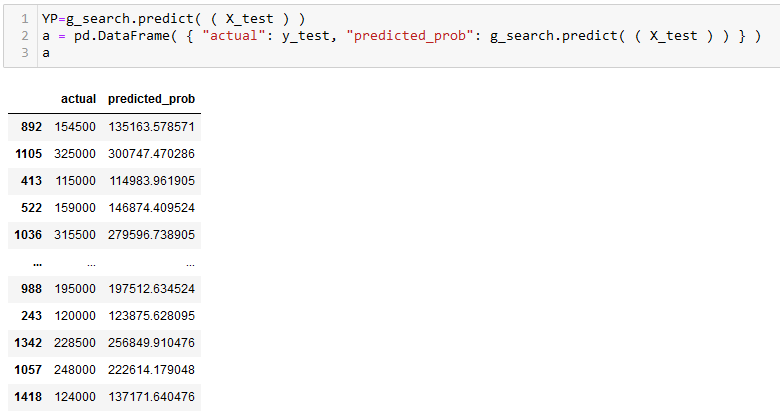 1 YP=g_search.predict( ( X_test ) )
2 a = pd.DataFrame( { "actual": y_test, "predicted_prob": g_search.predict( ( X_test ) ) } )
3 a
actual predicted_prob
892 154500 135163.578571
1105 325000 300747.470286
413 115000 114983.961905
522 159000 146874.409524
1036 315500 279596.738905
... ... ...
988 195000 197512.634524
243 120000 123875.628095
1342 228500 256849.910476
1057 248000 222614.179048
1418 124000 137171.640476